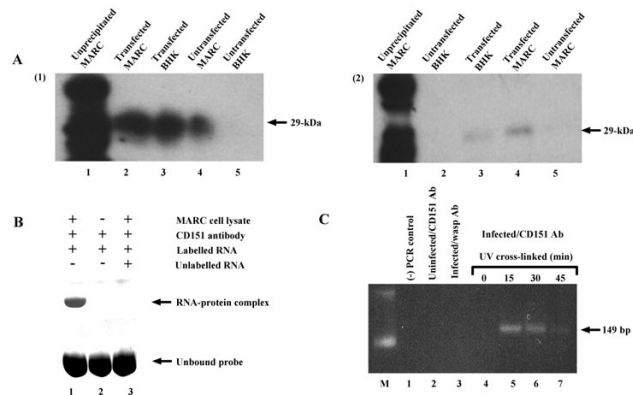 A
(1)
Unprecipitated MARC
Transfected MARC
Transfected BHK
Untransfected MARC
Untransfected BHK
29-kDa
1 2 3 4 5
(2)
Unprecipitated MARC
Untransfected BHK
Transfected BHK
Transfected MARC
Untransfected MARC
29-kDa
1 2 3 4 5
B
+ - + MARC cell lysate
+ + + CD151 antibody
+ + + Labelled RNA
- - + Unlabelled RNA
RNA-protein complex
Unbound probe
1 2 3
C
(-) PCR control
Uninfected/CD151 Ab
Infected/wasp Ab
Infected/CD151 Ab
UV cross-linked (min)
0 15 30 45
149 bp
M 1 2 3 4 5 6 7